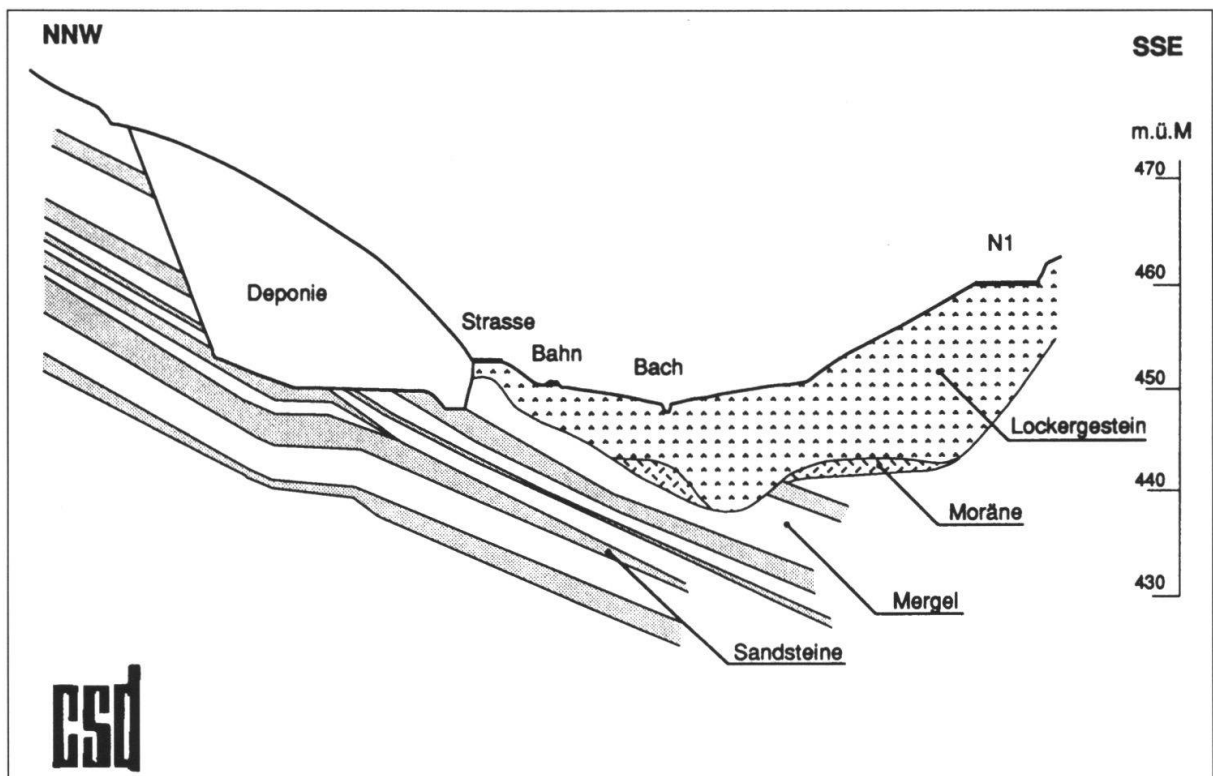 NNW
SSE
m.ü.M
470
N1
460
Deponie
Strasse
Bahn
Bach
450
Lockergestein
440
Moräne
430
Mergel
Sandsteine
csd